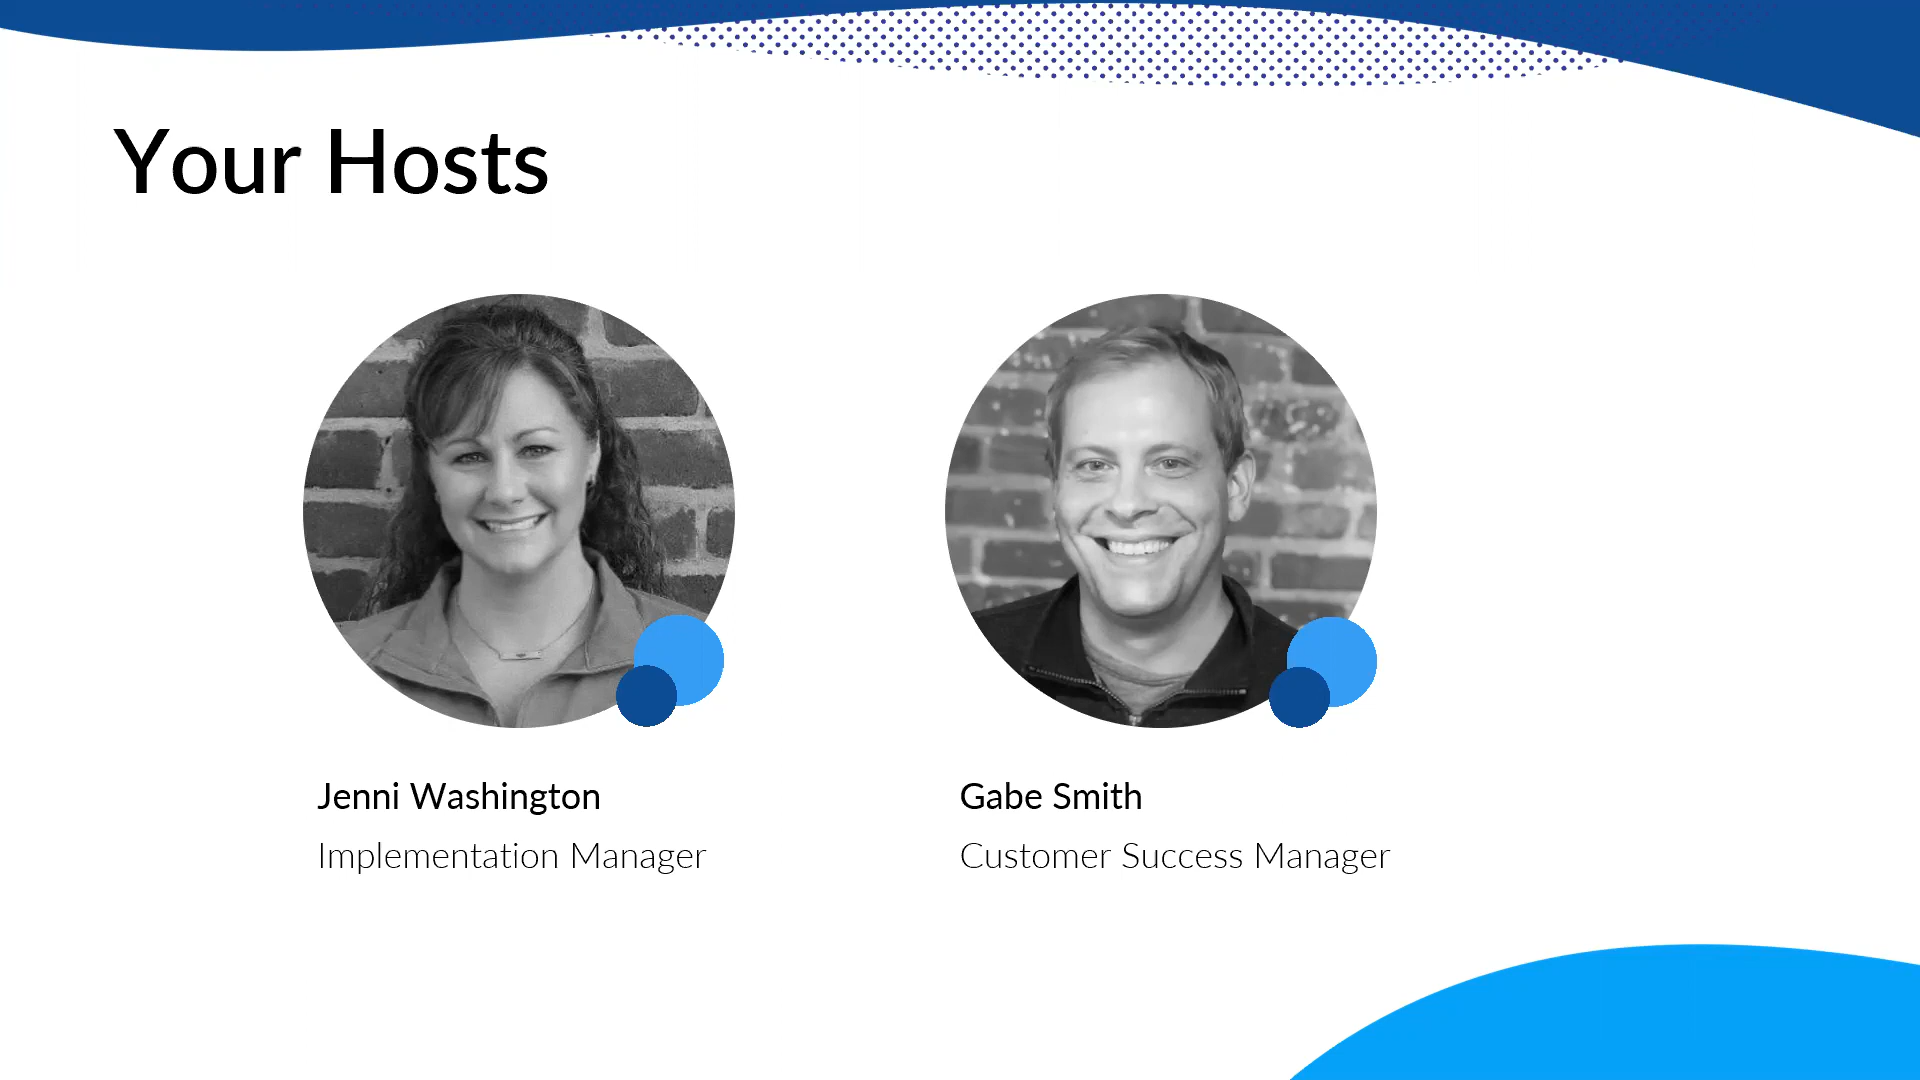 Your Hosts
Jenni Washington
Implementation Manager
Gabe Smith
Customer Success Manager